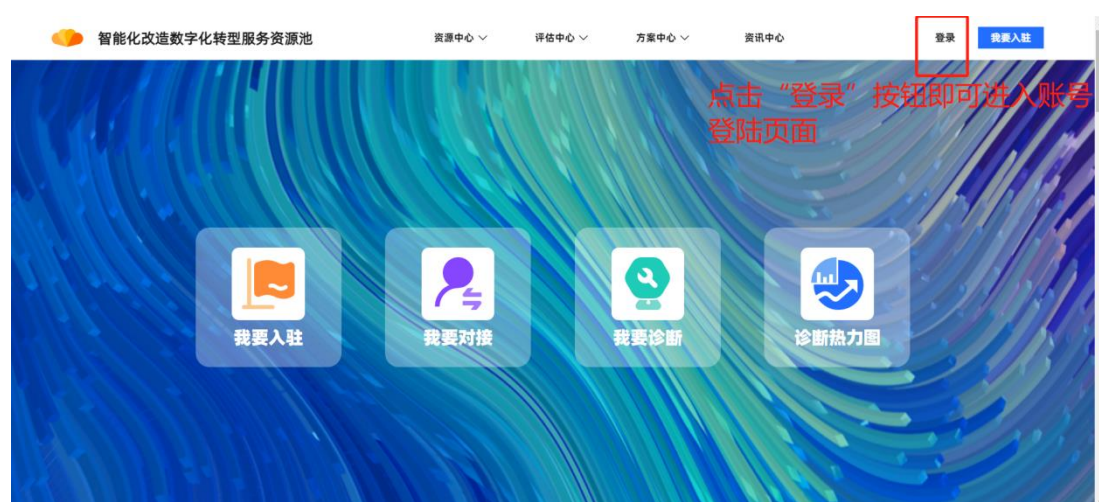 智能化改造数字化转型服务资源池 资源中心 评估中心 方案中心 资讯中心 登录 我要入驻
点击“登录”按钮即可进入账号
登陆页面
我要入驻 我要对接 我要诊断 诊断热力图